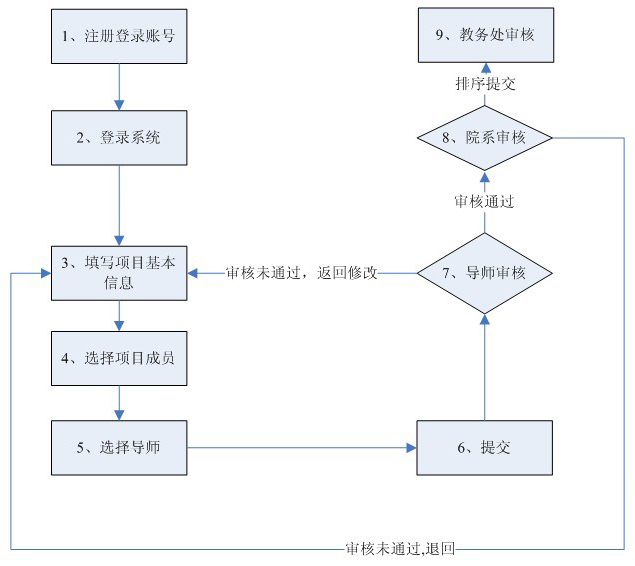 1、注册登录账号
2、登录系统
3、填写项目基本
信息
4、选择项目成员
5、选择导师
6、提交
7、导师审核
审核未通过，返回修改
审核通过
8、院系审核
排序提交
9、教务处审核
审核未通过,退回